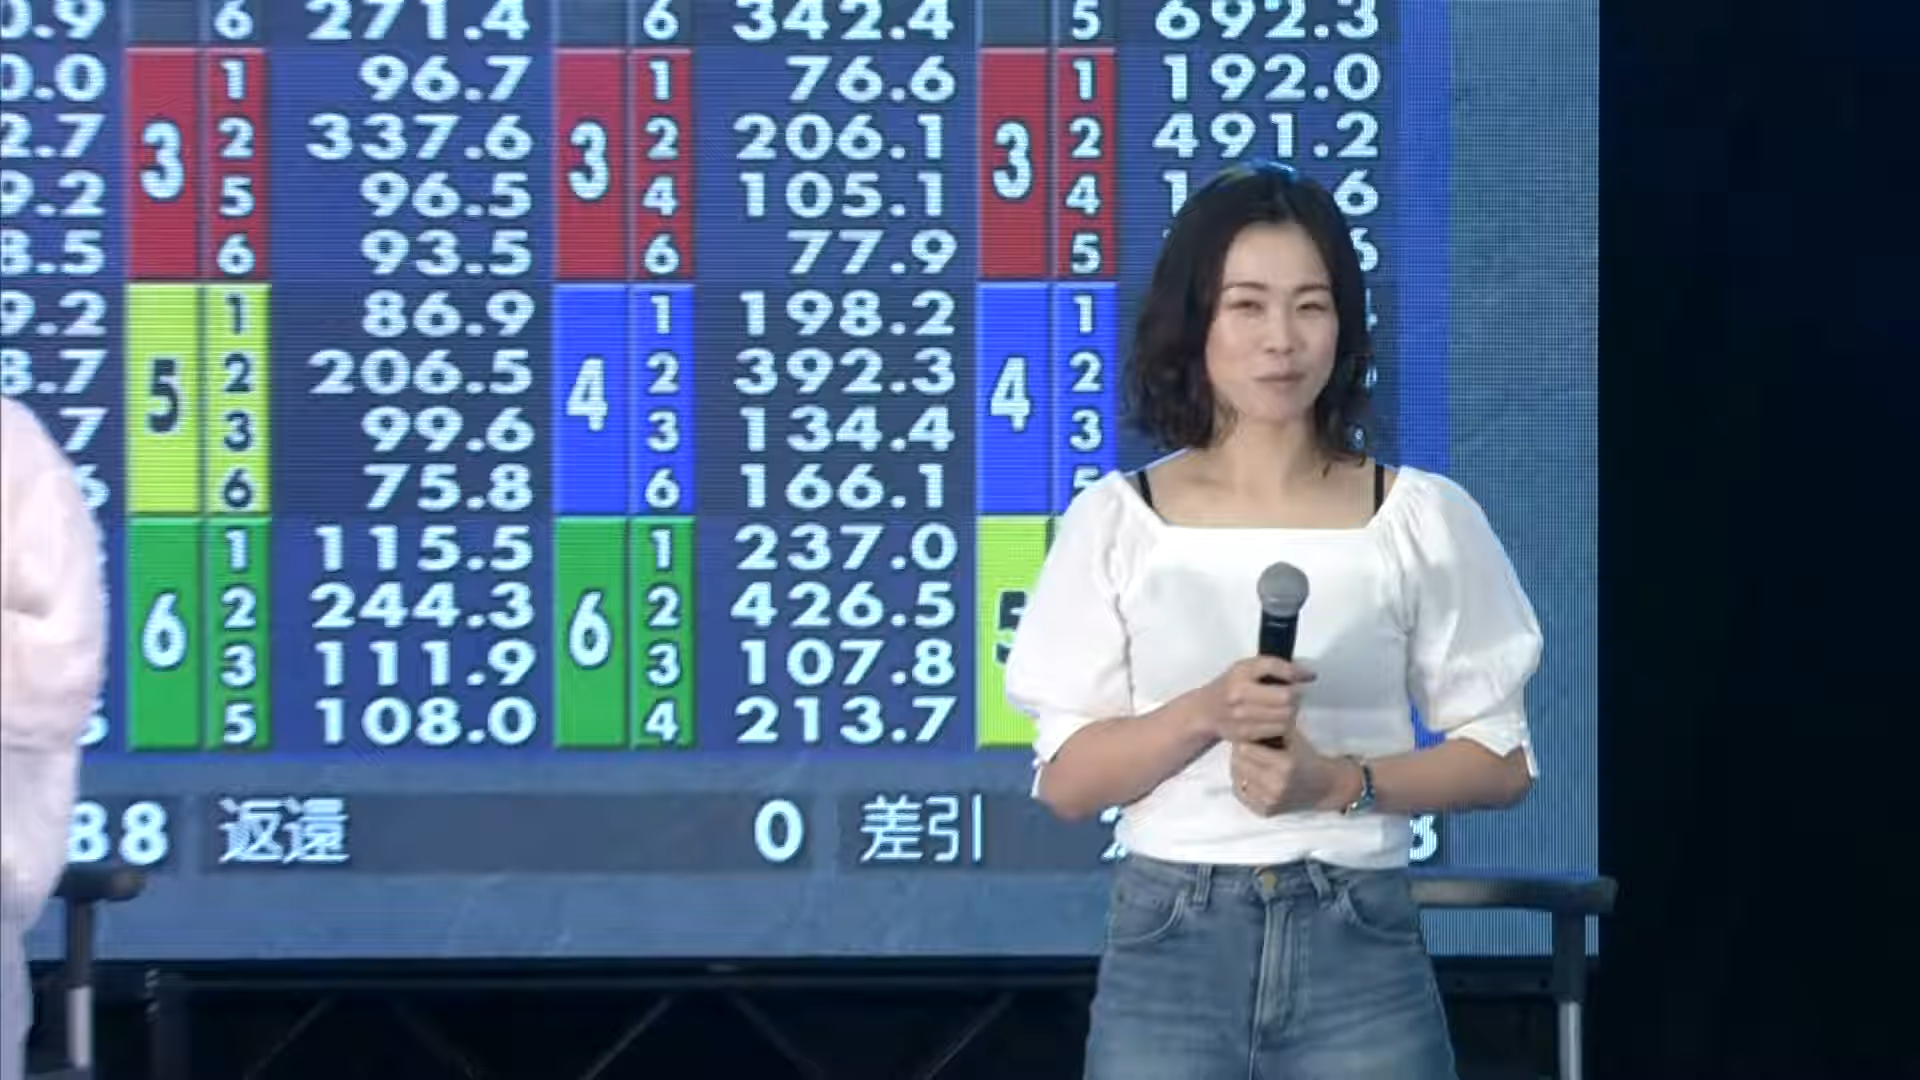 0.9 6 271.4 6 342.4 5 692.3
0.0 1 96.7 1 76.6 1 192.0
2.7 2 337.6 2 206.1 2 491.2
3 3 3
9.2 5 96.5 4 105.1 4 1 6
8.5 6 93.5 6 77.9 5
9.2 1 86.9 1 198.2 1
8.7 2 206.5 2 392.3 2
5 4 4
7 3 99.6 3 134.4 3
6 75.8 6 166.1
1 115.5 1 237.0
2 244.3 2 426.5
6 6 5
3 111.9 3 107.8
5 108.0 4 213.7
88 返還 0 差引